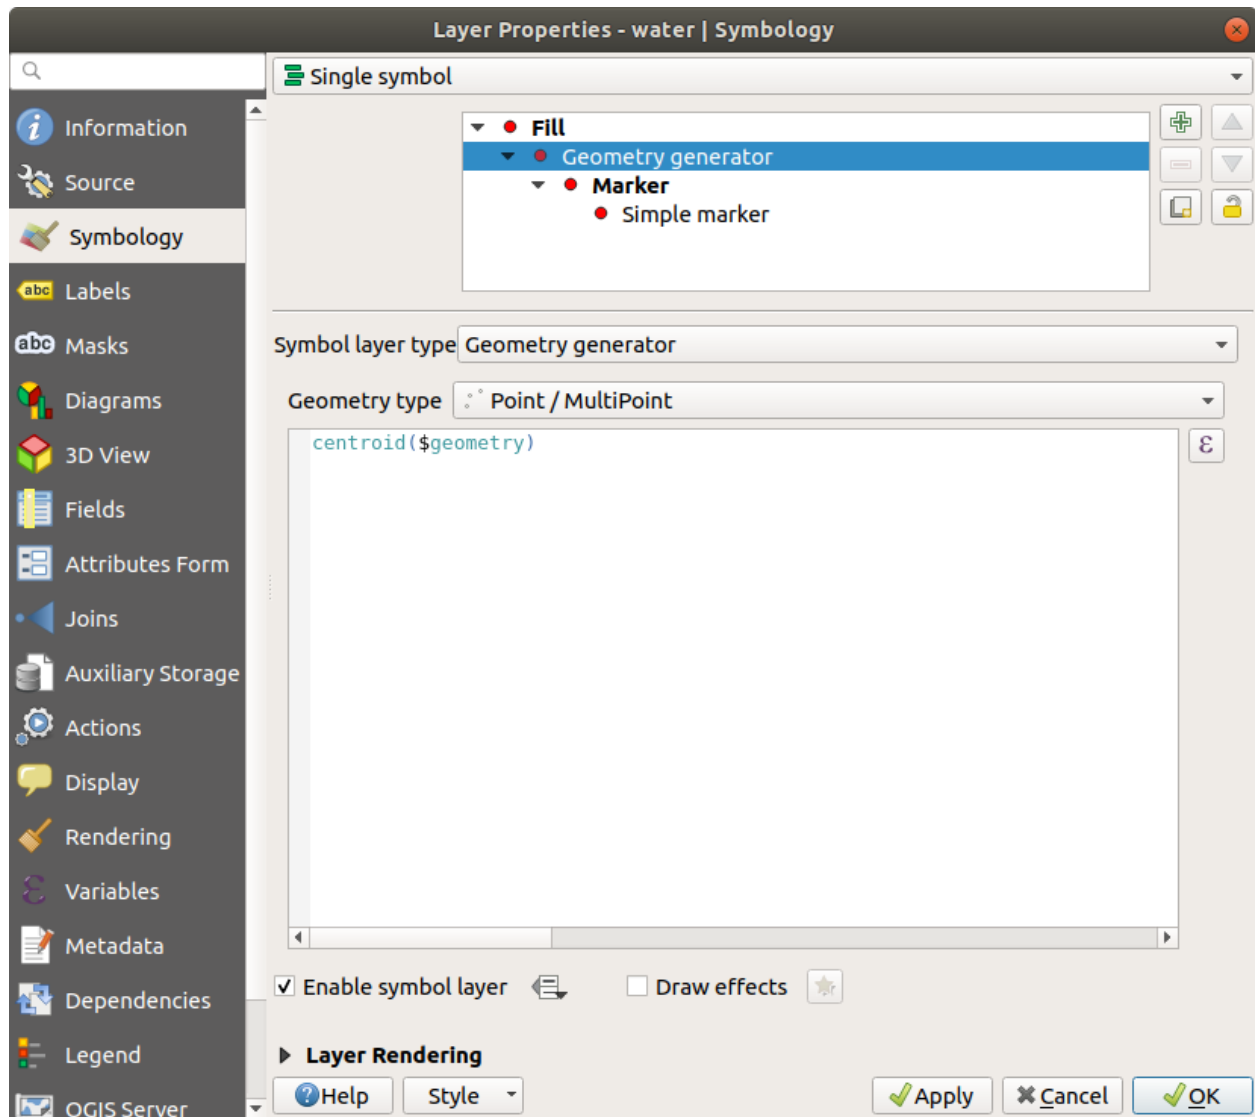 Layer Properties - water | Symbology
Single symbol
Information
Source
Symbology
abc Labels
abc Masks
Diagrams
3D View
Fields
Attributes Form
Joins
Auxiliary Storage
Actions
Display
Rendering
Variables
Metadata
Dependencies
Legend
QGIS Server
Fill
Geometry generator
Marker
Simple marker
Symbol layer type Geometry generator
Geometry type Point / MultiPoint
centroid($geometry)
ε
Enable symbol layer Draw effects
Layer Rendering
Help Style Apply Cancel OK